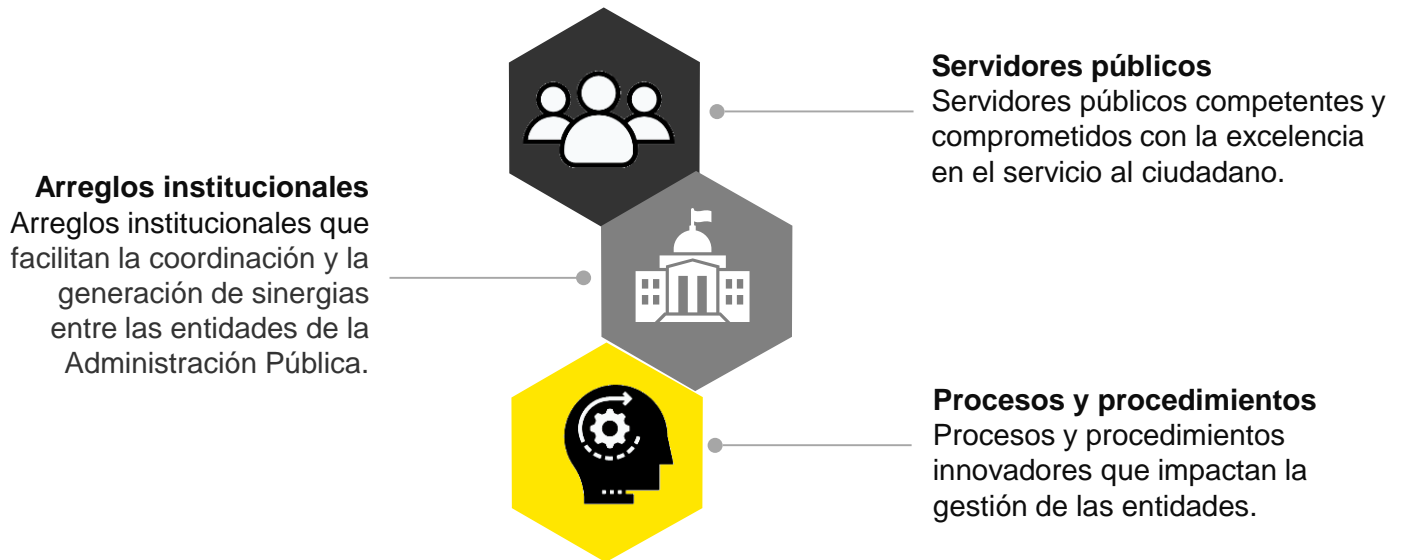 Servidores públicos
Servidores públicos competentes y
comprometidos con la excelencia
en el servicio al ciudadano.
Arreglos institucionales
Arreglos institucionales que
facilitan la coordinación y la
generación de sinergias
entre las entidades de la
Administración Pública.
Procesos y procedimientos
Procesos y procedimientos
innovadores que impactan la
gestión de las entidades.